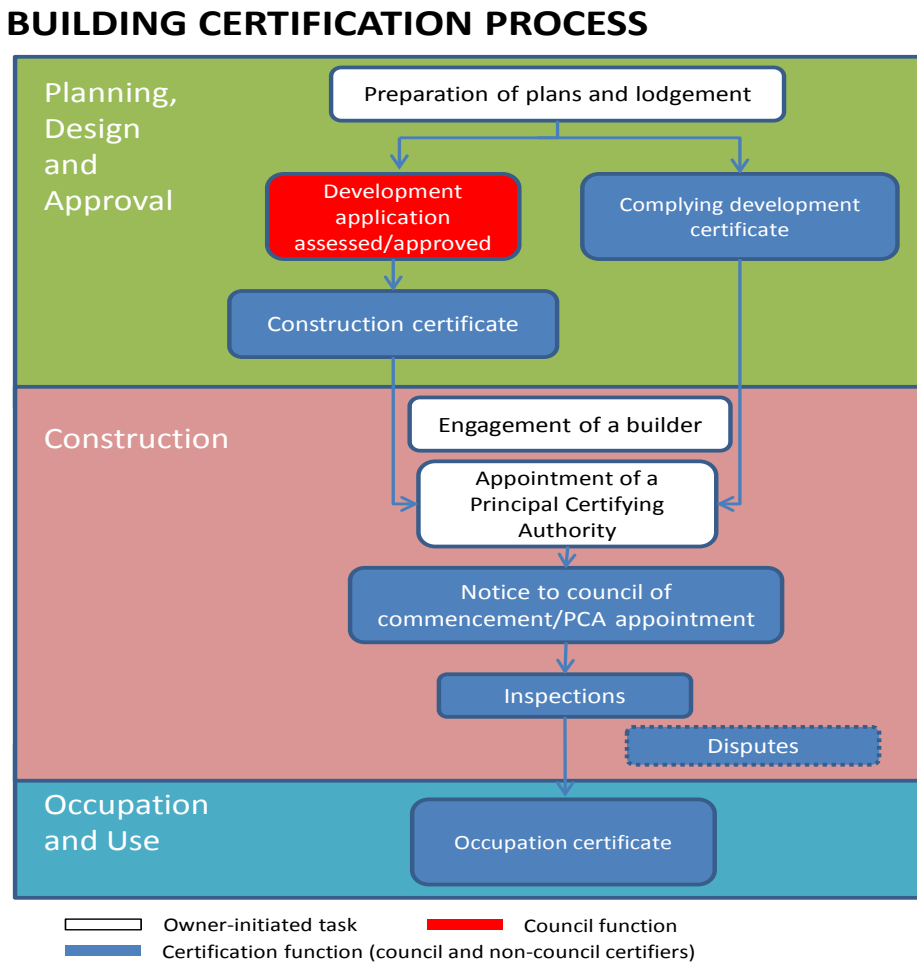 BUILDING CERTIFICATION PROCESS
Planning,
Design
and
Approval
Preparation of plans and lodgement
Development
application
assessed/approved
Complying development
certificate
Construction certificate
Construction
Engagement of a builder
Appointment of a
Principal Certifying
Authority
Notice to council of
commencement/PCA appointment
Inspections
Disputes
Occupation
and Use
Occupation certificate
Owner-initiated task
Council function
Certification function (council and non-council certifiers)